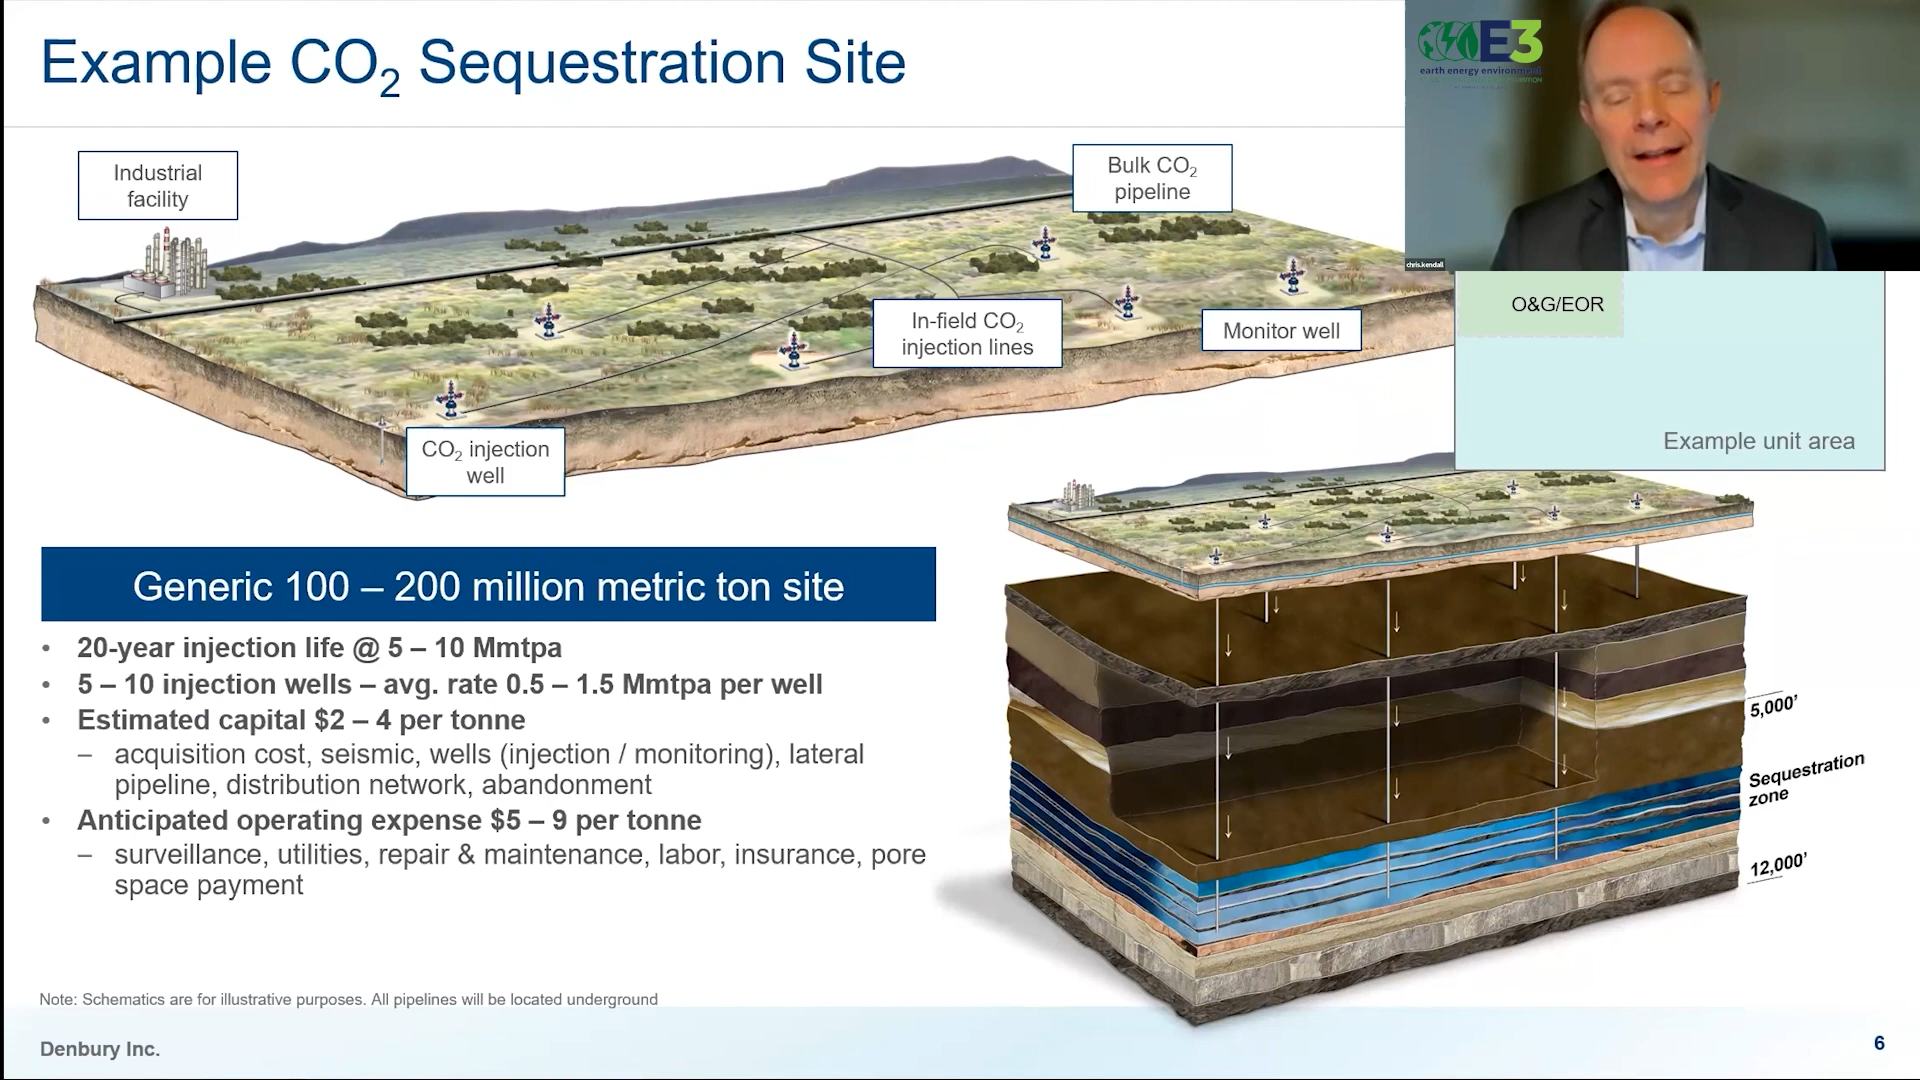 Example CO₂ Sequestration Site
E3
earth energy environment
chris.kendall
Industrial
facility
Bulk CO₂
pipeline
In-field CO₂
injection lines
Monitor well
CO₂ injection
well
O&G/EOR
Example unit area
Generic 100 – 200 million metric ton site
• 20-year injection life @ 5 – 10 Mmtpa
• 5 – 10 injection wells – avg. rate 0.5 – 1.5 Mmtpa per well
• Estimated capital $2 – 4 per tonne
– acquisition cost, seismic, wells (injection / monitoring), lateral
pipeline, distribution network, abandonment
• Anticipated operating expense $5 – 9 per tonne
– surveillance, utilities, repair & maintenance, labor, insurance, pore
space payment
5,000’
Sequestration
zone
12,000’
Note: Schematics are for illustrative purposes. All pipelines will be located underground
Denbury Inc.
6